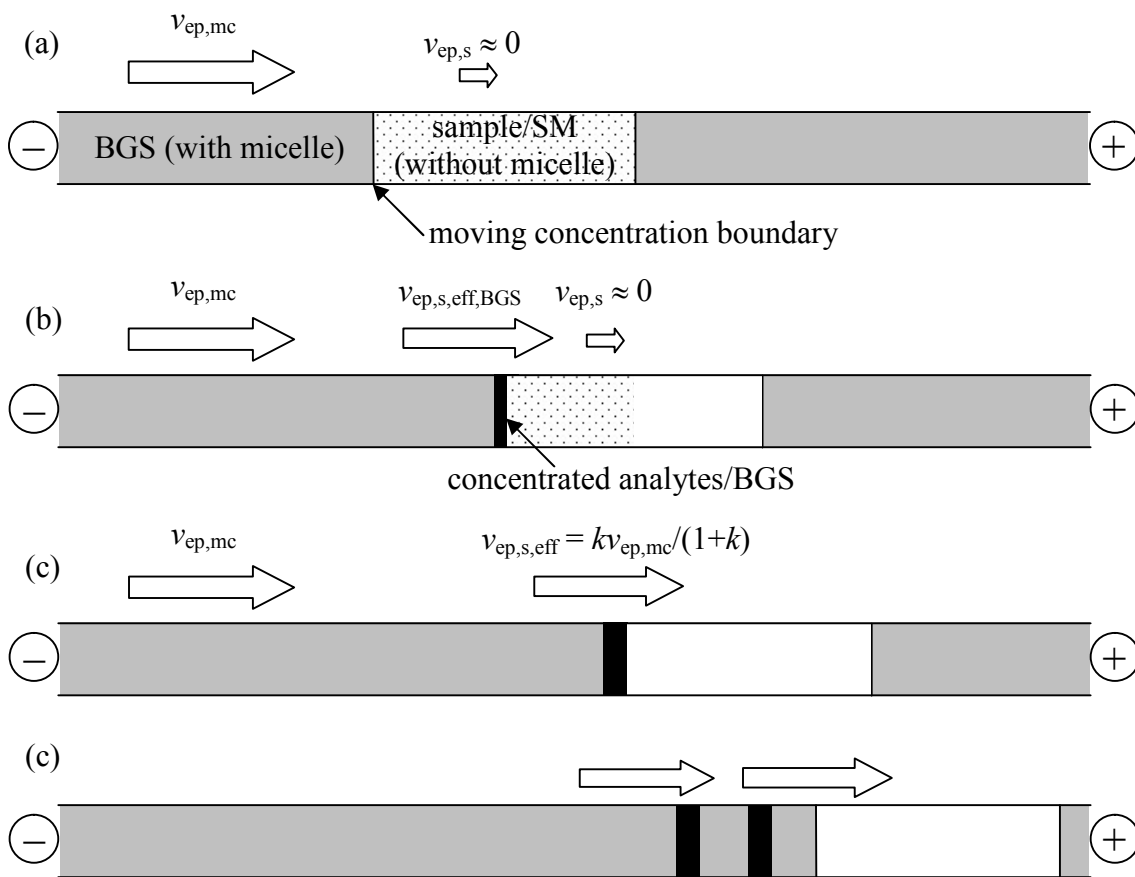 (a)
v_ep,mc
v_ep,s ≈ 0
− BGS (with micelle) sample/SM +
(without micelle)
moving concentration boundary
(b)
v_ep,mc
v_ep,s,eff,BGS
v_ep,s ≈ 0
− +
concentrated analytes/BGS
(c)
v_ep,mc
v_ep,s,eff = kv_ep,mc/(1+k)
− +
(c)
− +